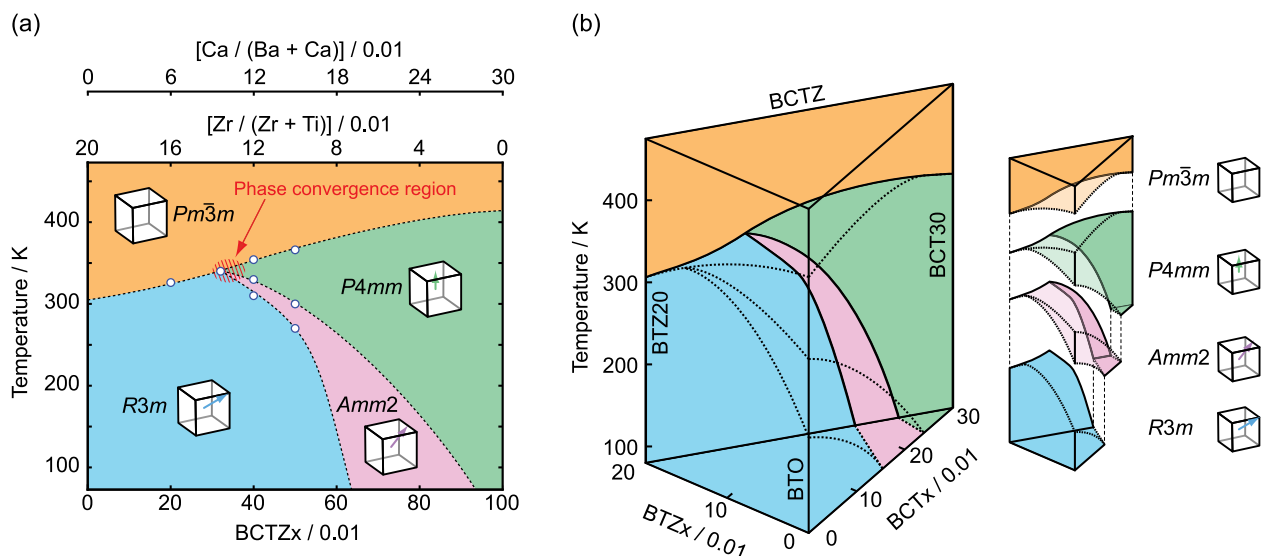 (a)
[Ca / (Ba + Ca)] / 0.01
0 6 12 18 24 30
[Zr / (Zr + Ti)] / 0.01
20 16 12 8 4 0
Phase convergence region
Pm3̅m
P4mm
R3m
Amm2
Temperature / K
400
300
200
100
0 20 40 60 80 100
BCTZx / 0.01
(b)
BCTZ
BTZ20
BCT30
BTO
Temperature / K
400
300
200
100
20 10 0
BTZx / 0.01
0 10 20 30
BCTx / 0.01
Pm3̅m
P4mm
Amm2
R3m